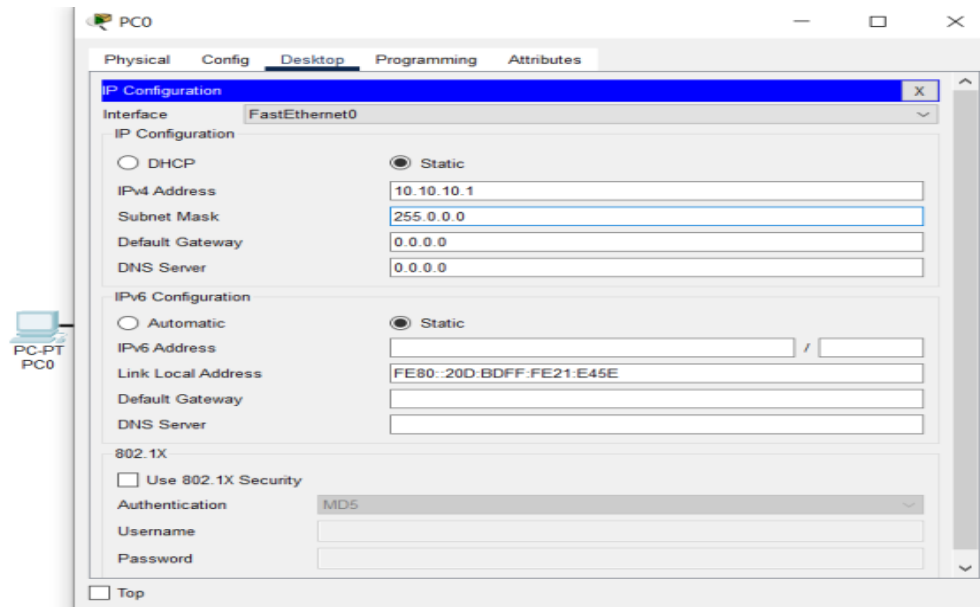 PC0
Physical Config Desktop Programming Attributes
IP Configuration X
Interface FastEthernet0
IP Configuration
DHCP Static
IPv4 Address 10.10.10.1
Subnet Mask 255.0.0.0
Default Gateway 0.0.0.0
DNS Server 0.0.0.0
IPv6 Configuration
Automatic Static
IPv6 Address /
Link Local Address FE80::20D:BDFF:FE21:E45E
Default Gateway
DNS Server
802.1X
Use 802.1X Security
Authentication MD5
Username
Password
Top
PC-PT
PC0